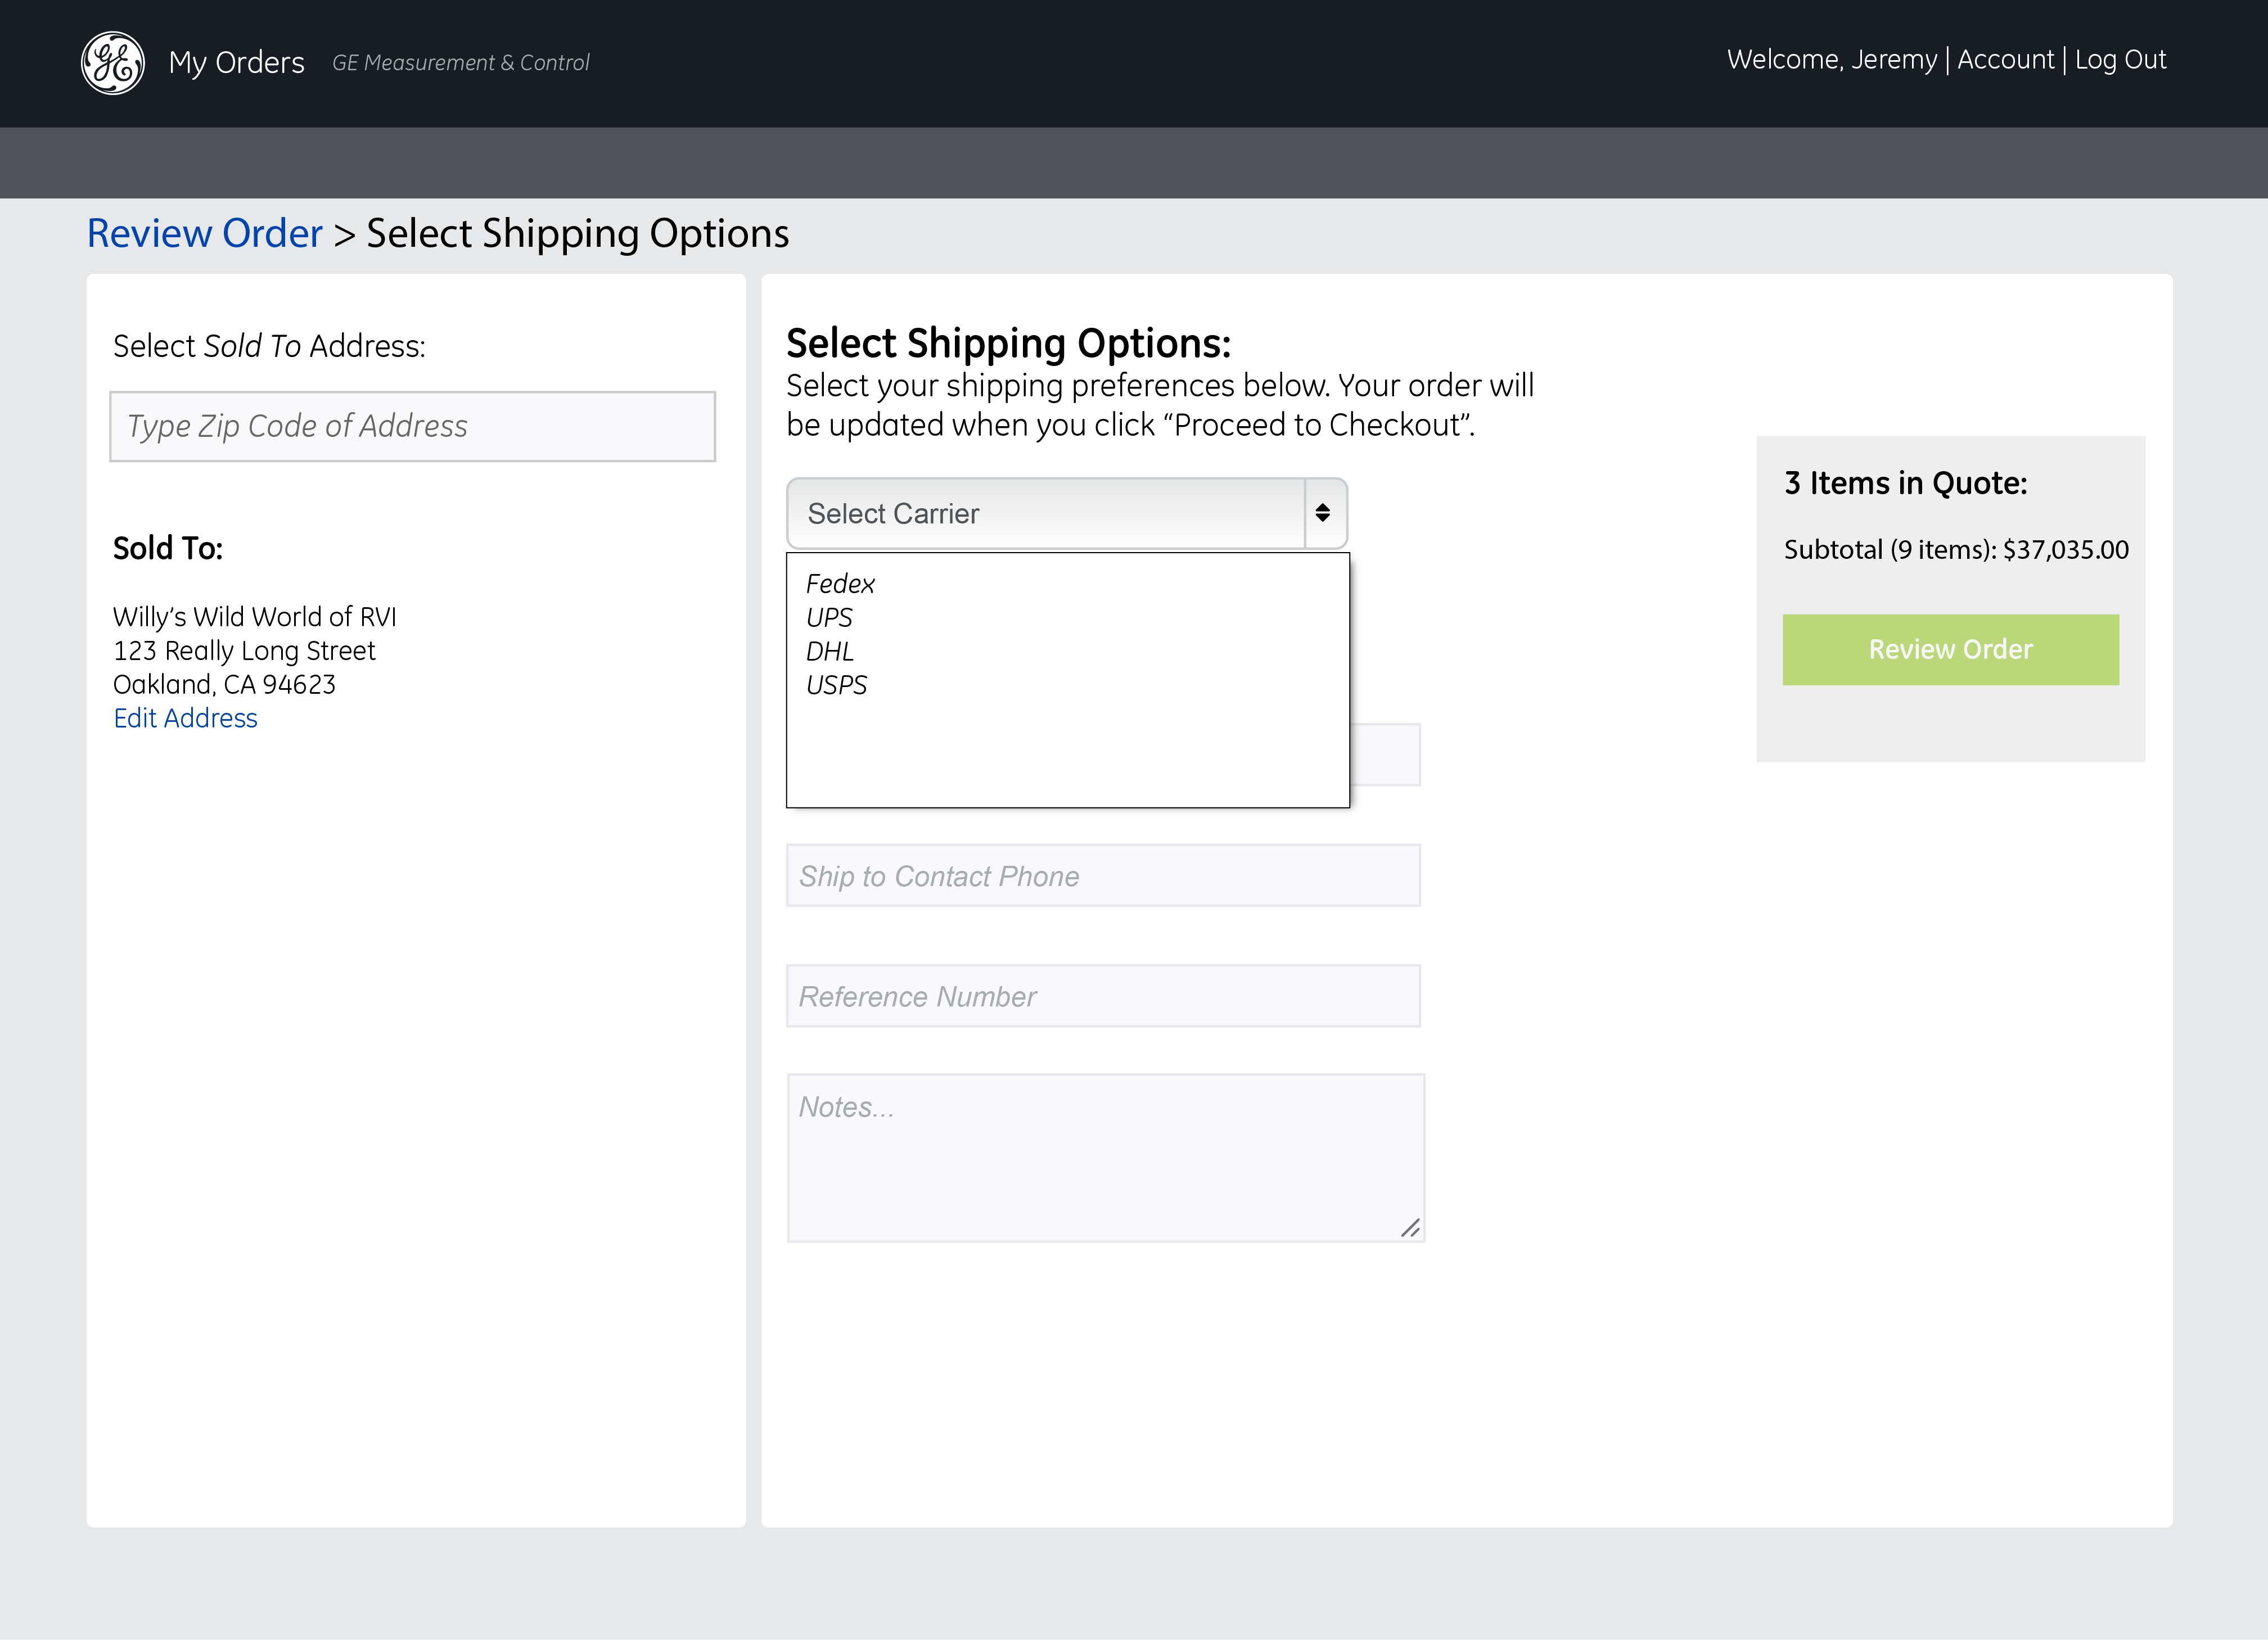 GE My Orders GE Measurement & Control
Welcome, Jeremy | Account | Log Out
Review Order > Select Shipping Options
Select Sold To Address:
Type Zip Code of Address
Sold To:
Willy’s Wild World of RVI
123 Really Long Street
Oakland, CA 94623
Edit Address
Select Shipping Options:
Select your shipping preferences below. Your order will
be updated when you click “Proceed to Checkout”.
Select Carrier
Fedex
UPS
DHL
USPS
Ship to Contact Phone
Reference Number
Notes...
3 Items in Quote:
Subtotal (9 items): $37,035.00
Review Order